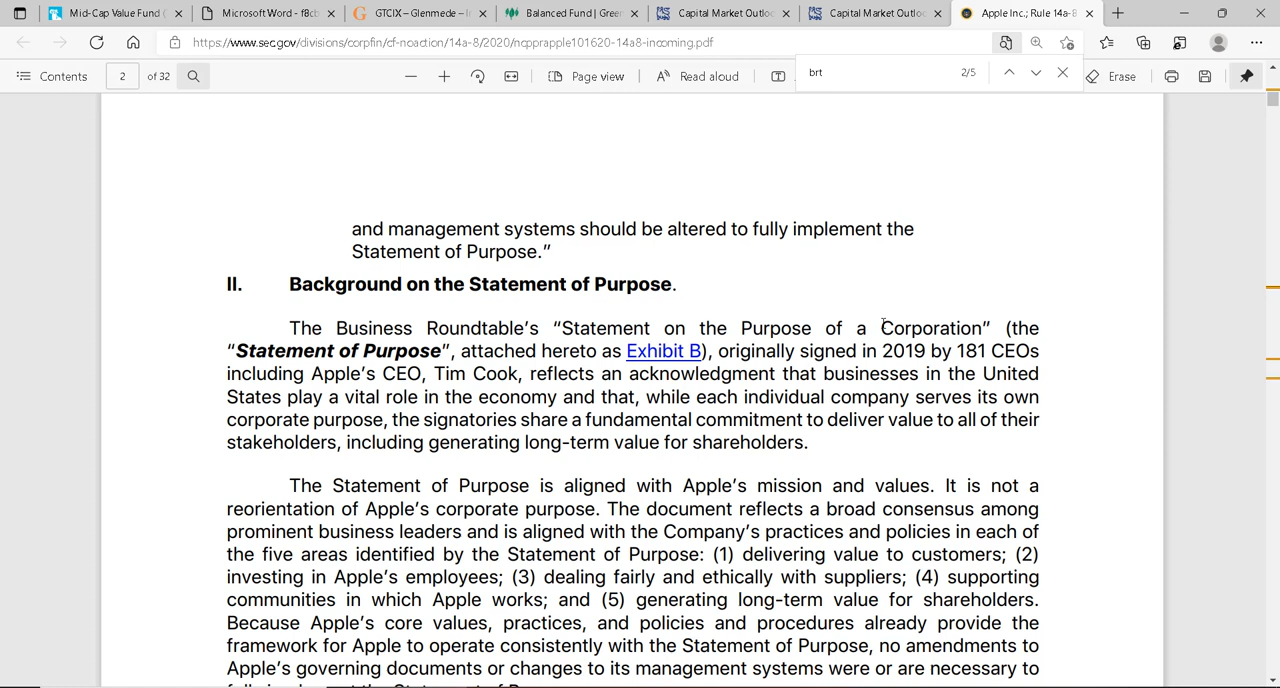 Mid-Cap Value Fund (
Microsoft Word - f8cb
GTCIX – Glenmede – I
Balanced Fund | Green
Capital Market Outloo
Capital Market Outloo
Apple Inc.; Rule 14a-8
https://www.sec.gov/divisions/corpfin/cf-noaction/14a-8/2020/ncpprapple101620-14a8-incoming.pdf
Contents 2 of 32 Page view Read aloud T brt 2/5 Erase
and management systems should be altered to fully implement the
Statement of Purpose.”
II. Background on the Statement of Purpose.
The Business Roundtable’s “Statement on the Purpose of a Corporation” (the
“Statement of Purpose”, attached hereto as Exhibit B), originally signed in 2019 by 181 CEOs
including Apple’s CEO, Tim Cook, reflects an acknowledgment that businesses in the United
States play a vital role in the economy and that, while each individual company serves its own
corporate purpose, the signatories share a fundamental commitment to deliver value to all of their
stakeholders, including generating long-term value for shareholders.
The Statement of Purpose is aligned with Apple’s mission and values. It is not a
reorientation of Apple’s corporate purpose. The document reflects a broad consensus among
prominent business leaders and is aligned with the Company’s practices and policies in each of
the five areas identified by the Statement of Purpose: (1) delivering value to customers; (2)
investing in Apple’s employees; (3) dealing fairly and ethically with suppliers; (4) supporting
communities in which Apple works; and (5) generating long-term value for shareholders.
Because Apple’s core values, practices, and policies and procedures already provide the
framework for Apple to operate consistently with the Statement of Purpose, no amendments to
Apple’s governing documents or changes to its management systems were or are necessary to